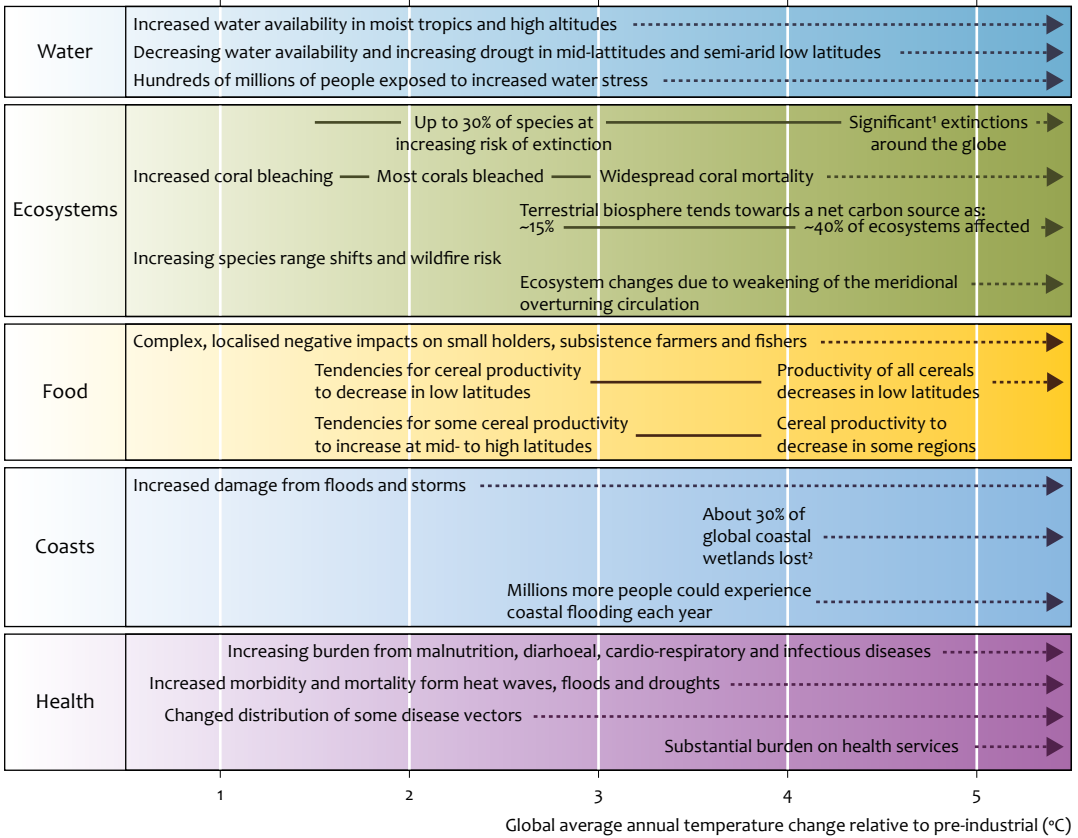 Water
Increased water availability in moist tropics and high altitudes
Decreasing water availability and increasing drougt in mid-lattitudes and semi-arid low latitudes
Hundreds of millions of people exposed to increased water stress
Ecosystems
Up to 30% of species at
increasing risk of extinction
Significant¹ extinctions
around the globe
Increased coral bleaching
Most corals bleached
Widespread coral mortality
Terrestrial biosphere tends towards a net carbon source as:
~15%
~40% of ecosystems affected
Increasing species range shifts and wildfire risk
Ecosystem changes due to weakening of the meridional
overturning circulation
Food
Complex, localised negative impacts on small holders, subsistence farmers and fishers
Tendencies for cereal productivity
to decrease in low latitudes
Productivity of all cereals
decreases in low latitudes
Tendencies for some cereal productivity
to increase at mid- to high latitudes
Cereal productivity to
decrease in some regions
Coasts
Increased damage from floods and storms
About 30% of
global coastal
wetlands lost²
Millions more people could experience
coastal flooding each year
Health
Increasing burden from malnutrition, diarhoeal, cardio-respiratory and infectious diseases
Increased morbidity and mortality form heat waves, floods and droughts
Changed distribution of some disease vectors
Substantial burden on health services
1 2 3 4 5
Global average annual temperature change relative to pre-industrial (°C)